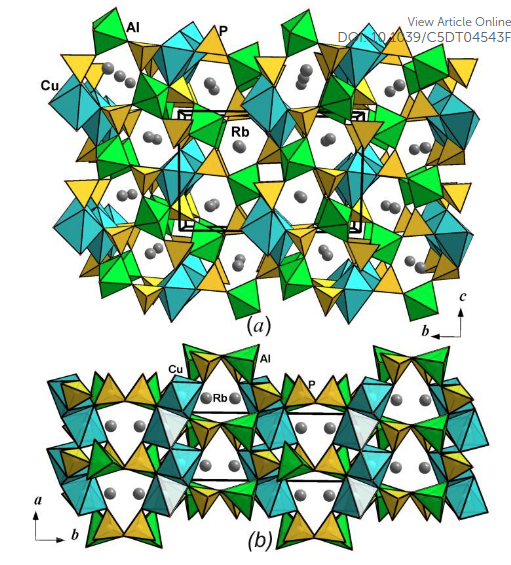 View Article Online
DOI: 10.1039/C5DT04543F
Al
P
Cu
Rb
c
b
(a)
Cu
Al
Rb
P
a
b
(b)